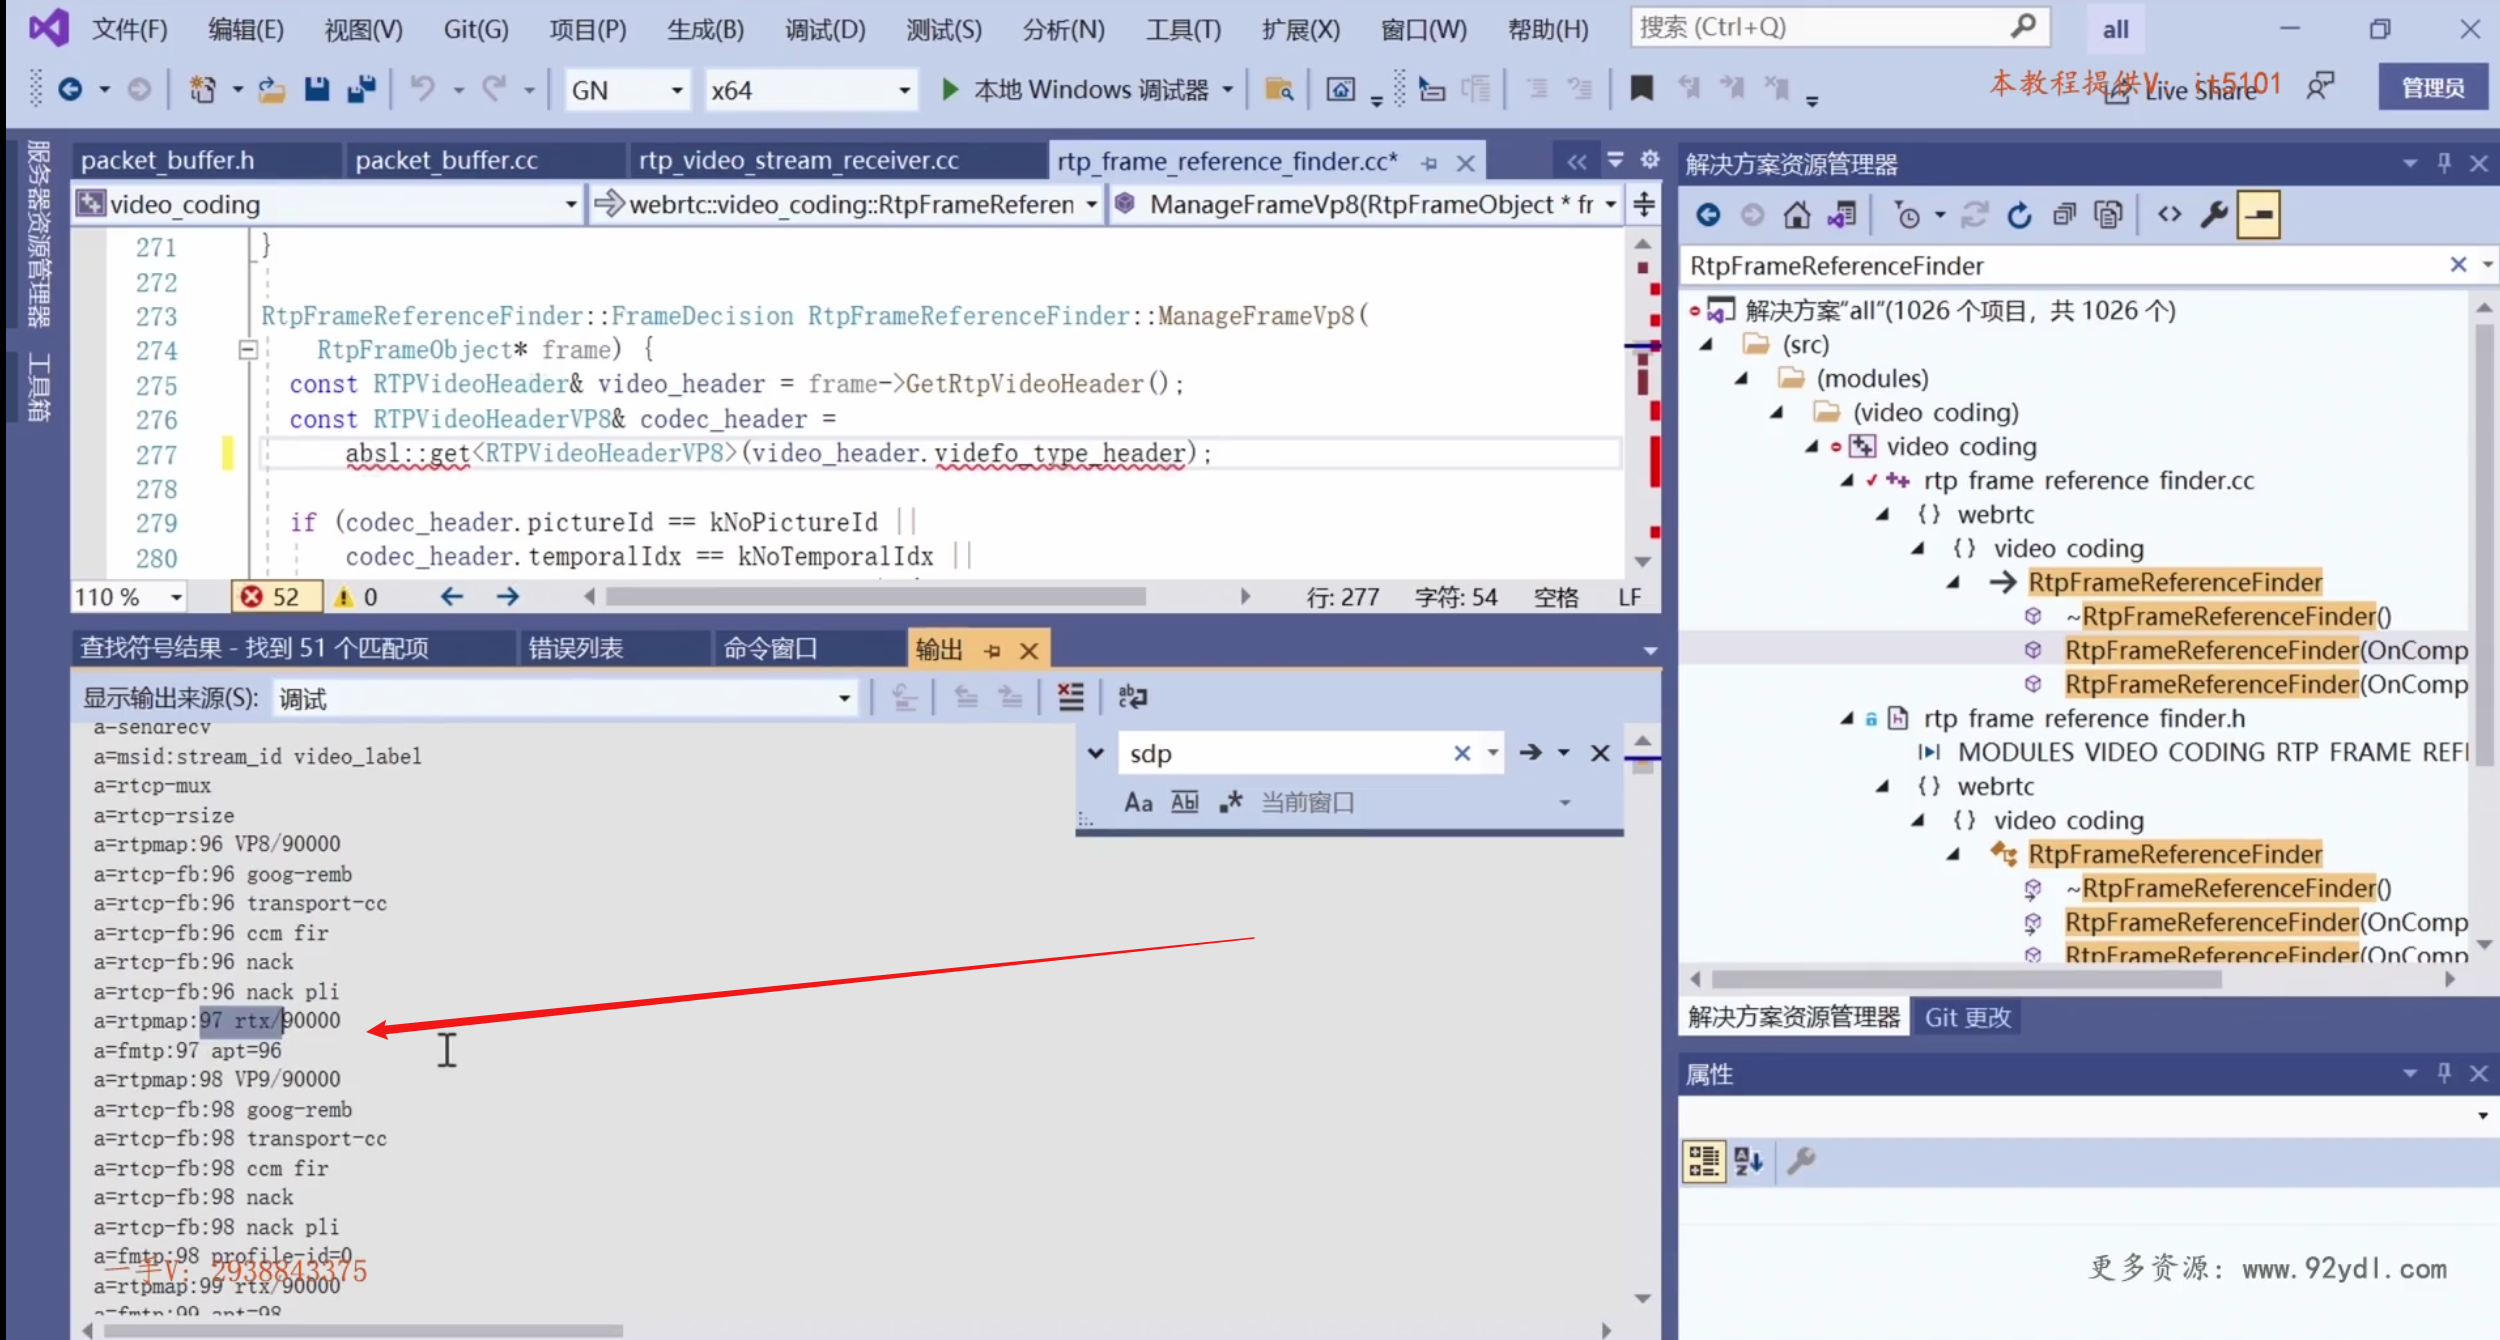 文件(F) 编辑(E) 视图(V) Git(G) 项目(P) 生成(B) 调试(D) 测试(S) 分析(N) 工具(T) 扩展(X) 窗口(W) 帮助(H) 搜索 (Ctrl+Q) all
GN x64 本地 Windows 调试器 Live Share 管理员
本教程提供V: it5101
服务器资源管理器
工具箱
packet_buffer.h packet_buffer.cc rtp_video_stream_receiver.cc rtp_frame_reference_finder.cc*
video_coding webrtc::video_coding::RtpFrameReferen ManageFrameVp8(RtpFrameObject * fr
271 }
272
273 RtpFrameReferenceFinder::FrameDecision RtpFrameReferenceFinder::ManageFrameVp8(
274 RtpFrameObject* frame) {
275 const RTPVideoHeader& video_header = frame->GetRtpVideoHeader();
276 const RTPVideoHeaderVP8& codec_header =
277 absl::get<RTPVideoHeaderVP8>(video_header.videfo_type_header);
278
279 if (codec_header.pictureId == kNoPictureId ||
280 codec_header.temporalIdx == kNoTemporalIdx ||
110 % 52 0 行: 277 字符: 54 空格 LF
查找符号结果 - 找到 51 个匹配项 错误列表 命令窗口 输出
显示输出来源(S): 调试
sdp
Aa Abl .* 当前窗口
a=sendrecv
a=msid:stream_id video_label
a=rtcp-mux
a=rtcp-rsize
a=rtpmap:96 VP8/90000
a=rtcp-fb:96 goog-remb
a=rtcp-fb:96 transport-cc
a=rtcp-fb:96 ccm fir
a=rtcp-fb:96 nack
a=rtcp-fb:96 nack pli
a=rtpmap:97 rtx/90000
a=fmtp:97 apt=96
a=rtpmap:98 VP9/90000
a=rtcp-fb:98 goog-remb
a=rtcp-fb:98 transport-cc
a=rtcp-fb:98 ccm fir
a=rtcp-fb:98 nack
a=rtcp-fb:98 nack pli
a=fmtp:98 profile-id=0
一手V: 2938843375
a=rtpmap:99 rtx/90000
a=fmtp:99 apt=98
解决方案资源管理器
RtpFrameReferenceFinder
解决方案"all"(1026 个项目，共 1026 个)
(src)
(modules)
(video coding)
video coding
rtp frame reference finder.cc
{} webrtc
{} video coding
RtpFrameReferenceFinder
~RtpFrameReferenceFinder()
RtpFrameReferenceFinder(OnComp
RtpFrameReferenceFinder(OnComp
rtp frame reference finder.h
MODULES VIDEO CODING RTP FRAME REF
{} webrtc
{} video coding
RtpFrameReferenceFinder
~RtpFrameReferenceFinder()
RtpFrameReferenceFinder(OnComp
RtpFrameReferenceFinder(OnComp
解决方案资源管理器 Git 更改
属性
更多资源: www.92ydl.com